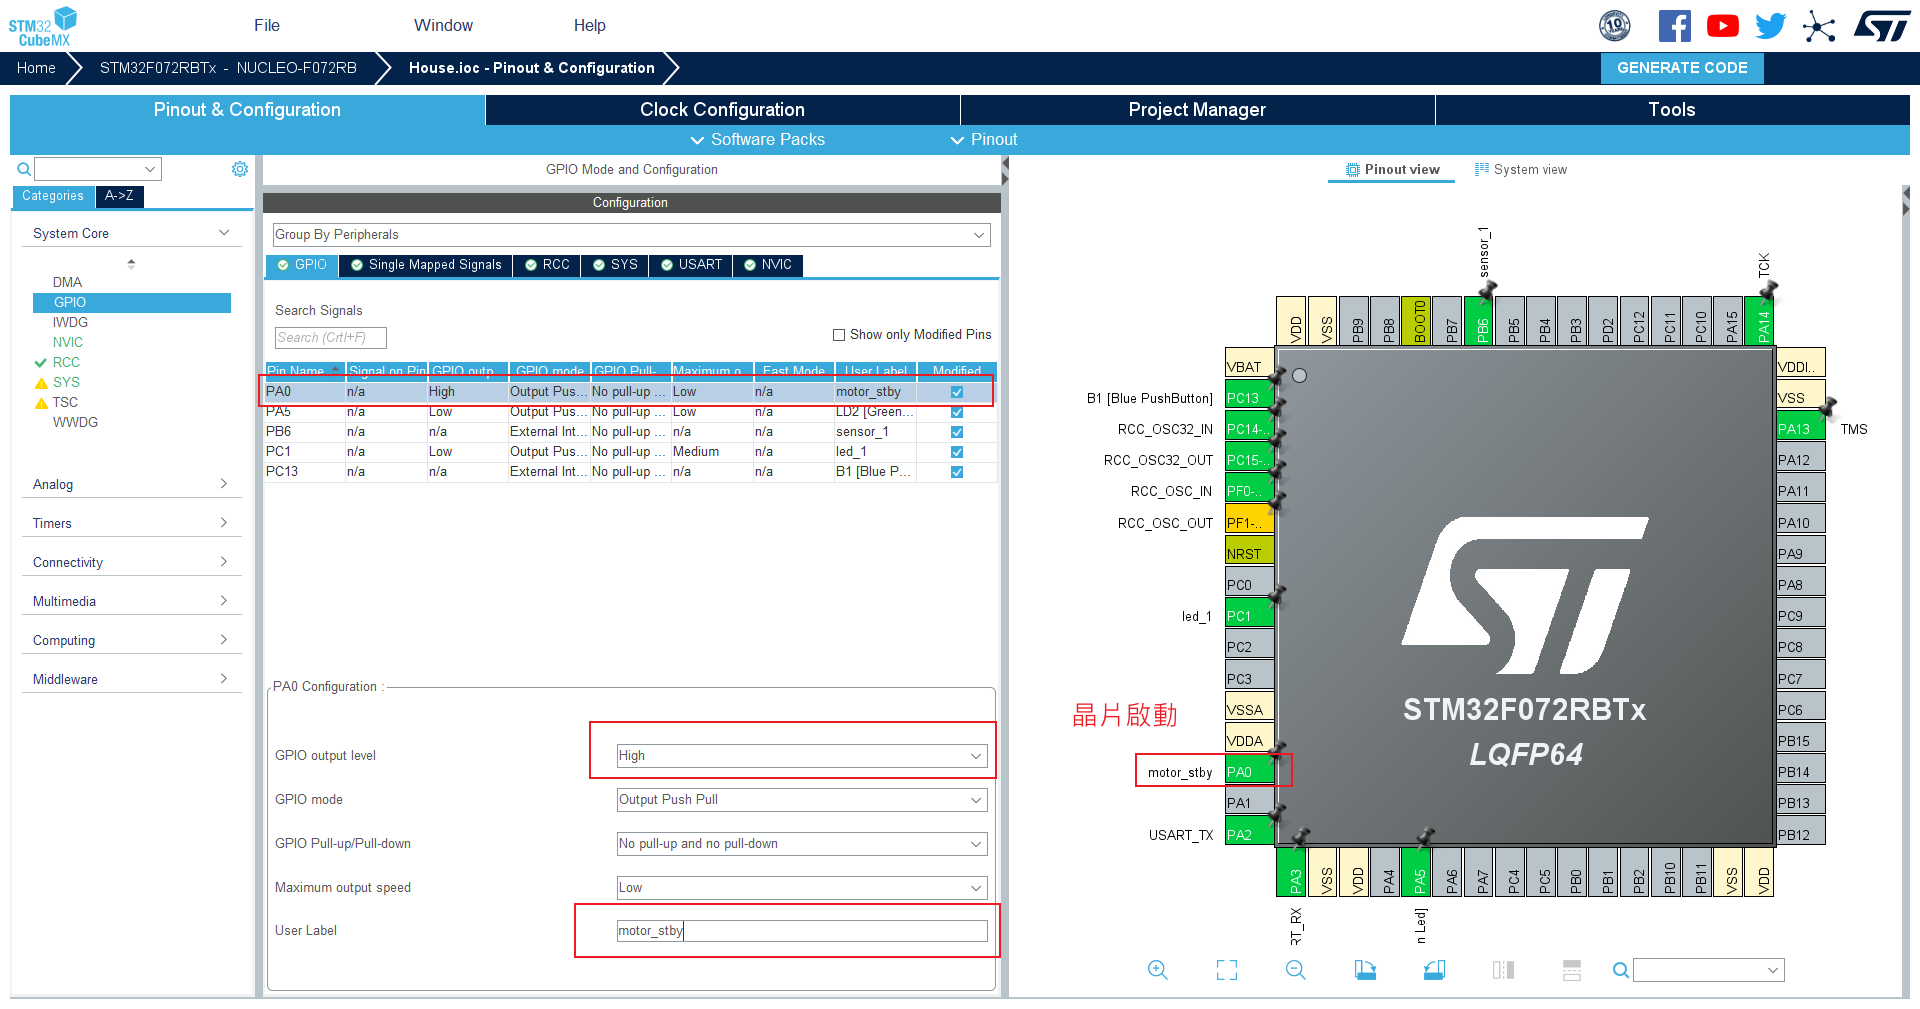 STM32
CubeMX
File
Window
Help
10
Home
STM32F072RBTx - NUCLEO-F072RB
House.ioc - Pinout & Configuration
GENERATE CODE
Pinout & Configuration
Clock Configuration
Project Manager
Tools
Software Packs
Pinout
Categories
A->Z
System Core
DMA
GPIO
IWDG
NVIC
RCC
SYS
TSC
WWDG
Analog
Timers
Connectivity
Multimedia
Computing
Middleware
GPIO Mode and Configuration
Configuration
Group By Peripherals
GPIO
Single Mapped Signals
RCC
SYS
USART
NVIC
Search Signals
Search (Crtl+F)
Show only Modified Pins
Pin Name Signal on Pin GPIO outp... GPIO mode GPIO Pull-... Maximum o... Fast Mode User Label Modified
PA0 n/a High Output Pus... No pull-up ... Low n/a motor_stby
PA5 n/a Low Output Pus... No pull-up ... Low n/a LD2 [Green...
PB6 n/a n/a External Int... No pull-up ... n/a n/a sensor_1
PC1 n/a Low Output Pus... No pull-up ... Medium n/a led_1
PC13 n/a n/a External Int... No pull-up ... n/a n/a B1 [Blue P...
PA0 Configuration :
GPIO output level High
GPIO mode Output Push Pull
GPIO Pull-up/Pull-down No pull-up and no pull-down
Maximum output speed Low
User Label motor_stby
Pinout view
System view
sensor_1
TCK
VDD VSS PB9 PB8 BOOT0 PB7 PB6 PB5 PB4 PB3 PD2 PC12 PC11 PC10 PA15 PA14
VBAT
B1 [Blue PushButton] PC13
RCC_OSC32_IN PC14-..
RCC_OSC32_OUT PC15-..
RCC_OSC_IN PF0-..
RCC_OSC_OUT PF1-..
NRST
PC0
led_1 PC1
PC2
PC3
VSSA
晶片啟動
VDDA
motor_stby PA0
PA1
USART_TX PA2
ST
STM32F072RBTx
LQFP64
VDDI..
VSS
PA13 TMS
PA12
PA11
PA10
PA9
PA8
PC9
PC8
PC7
PC6
PB15
PB14
PB13
PB12
PA3 VSS VDD PA4 PA5 PA6 PA7 PC4 PC5 PB0 PB1 PB2 PB10 PB11 VSS VDD
RT_RX
n Led]